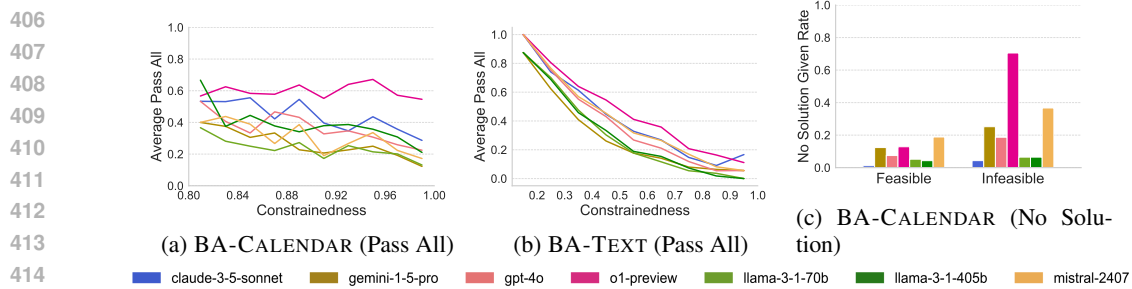 406
407
408
409
410
411
412
413
414
1.0
0.8
0.6
0.4
0.2
0.0
Average Pass All
0.80 0.84 0.88 0.92 0.96 1.00
Constrainedness
(a) BA-CALENDAR (Pass All)
1.0
0.8
0.6
0.4
0.2
0.0
Average Pass All
0.2 0.3 0.4 0.5 0.6 0.7 0.8 0.9 1.0
Constrainedness
(b) BA-TEXT (Pass All)
1.0
0.8
0.6
0.4
0.2
0.0
No Solution Given Rate
Feasible Infeasible
(c) BA-CALENDAR (No Solu-
tion)
claude-3-5-sonnet gemini-1-5-pro gpt-4o o1-preview llama-3-1-70b llama-3-1-405b mistral-2407